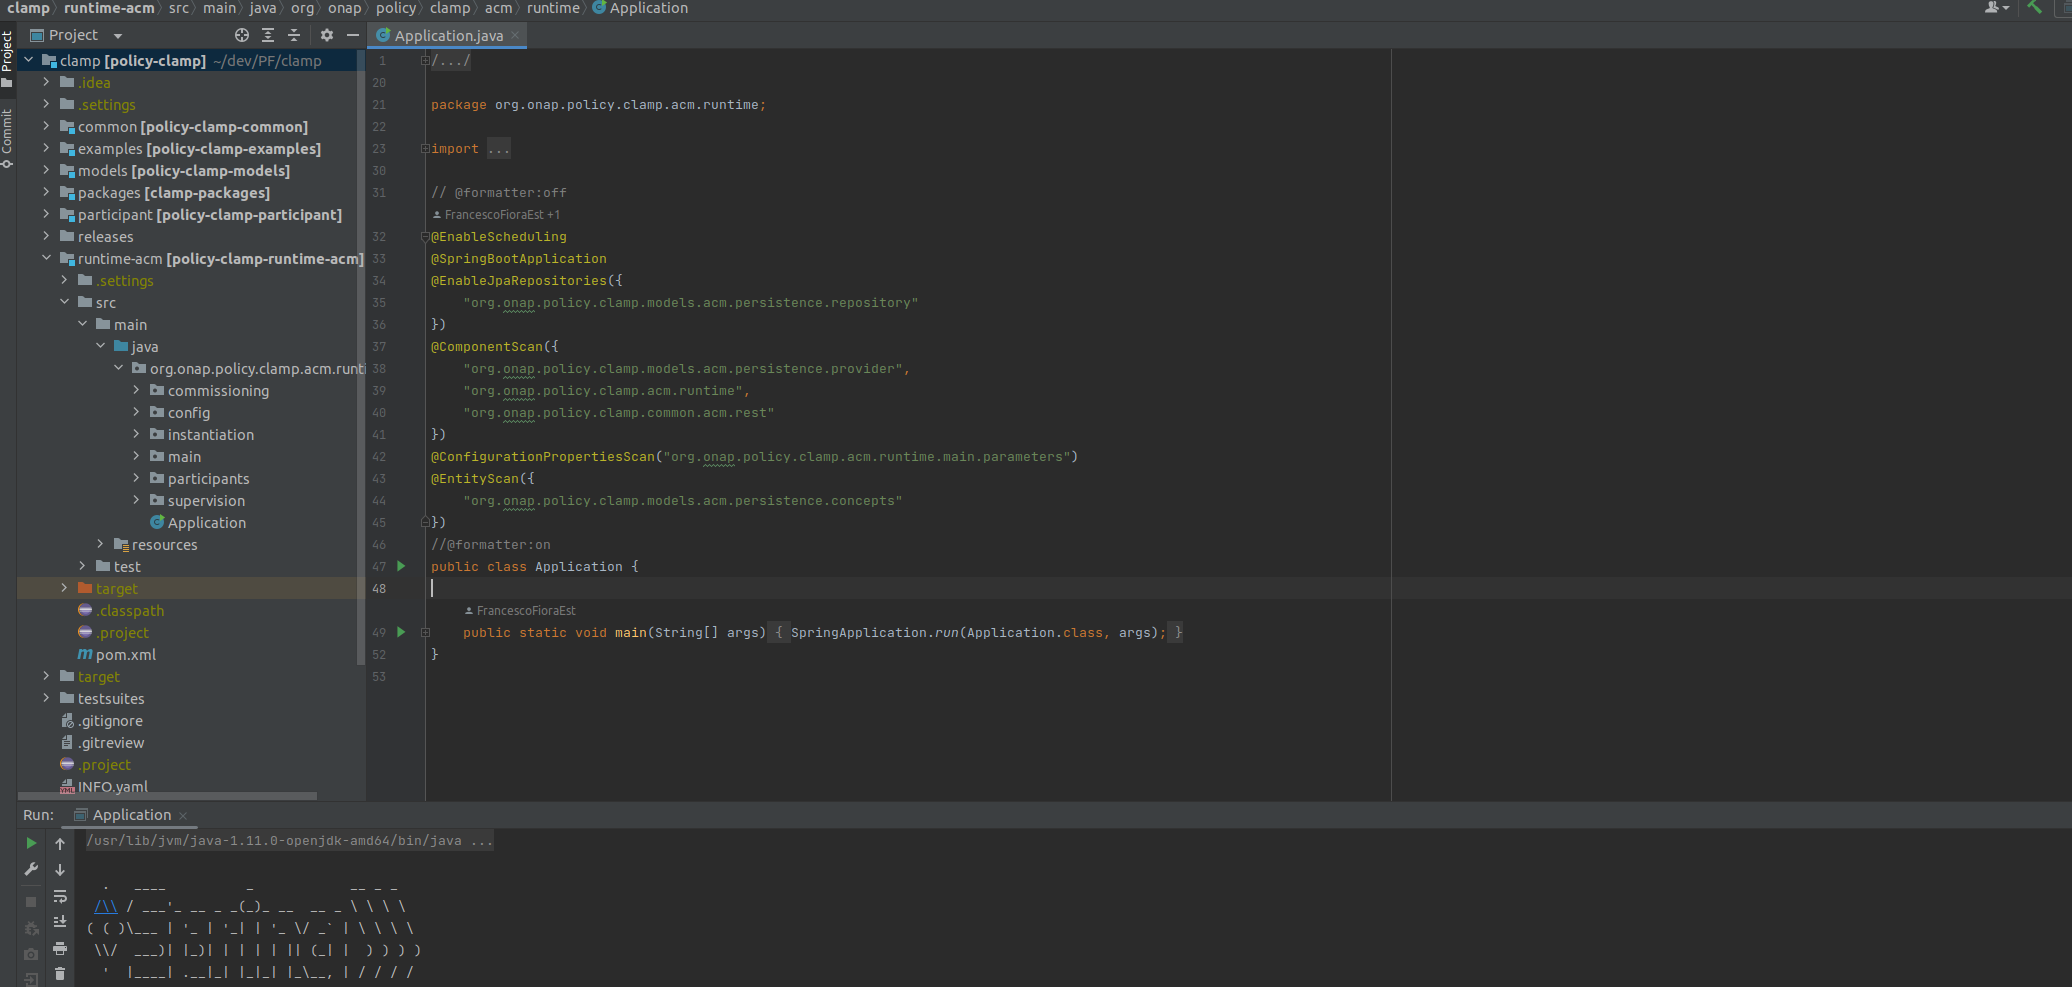 clamp runtime-acm src main java org onap policy clamp acm runtime Application
Project
Commit
Project
clamp [policy-clamp] ~/dev/PF/clamp
.idea
.settings
common [policy-clamp-common]
examples [policy-clamp-examples]
models [policy-clamp-models]
packages [clamp-packages]
participant [policy-clamp-participant]
releases
runtime-acm [policy-clamp-runtime-acm]
.settings
src
main
java
org.onap.policy.clamp.acm.runti
commissioning
config
instantiation
main
participants
supervision
Application
resources
test
target
.classpath
.project
pom.xml
target
testsuites
.gitignore
.gitreview
.project
INFO.yaml
Application.java
1 /.../
20
21 package org.onap.policy.clamp.acm.runtime;
22
23 import ...
30
31 // @formatter:off
FrancescoFioraEst +1
32 @EnableScheduling
33 @SpringBootApplication
34 @EnableJpaRepositories({
35 "org.onap.policy.clamp.models.acm.persistence.repository"
36 })
37 @ComponentScan({
38 "org.onap.policy.clamp.models.acm.persistence.provider",
39 "org.onap.policy.clamp.acm.runtime",
40 "org.onap.policy.clamp.common.acm.rest"
41 })
42 @ConfigurationPropertiesScan("org.onap.policy.clamp.acm.runtime.main.parameters")
43 @EntityScan({
44 "org.onap.policy.clamp.models.acm.persistence.concepts"
45 })
46 //@formatter:on
47 public class Application {
48
FrancescoFioraEst
49 public static void main(String[] args) { SpringApplication.run(Application.class, args); }
52 }
53
Run: Application
/usr/lib/jvm/java-1.11.0-openjdk-amd64/bin/java ...
  .   ____          _            __ _ _
 /\\ / ___'_ __ _ _(_)_ __  __ _ \ \ \ \
( ( )\___ | '_ | '_| | '_ \/ _` | \ \ \ \
 \\/  ___)| |_)| | | | | || (_| |  ) ) ) )
  '  |____| .__|_| |_|_| |_\__, | / / / /